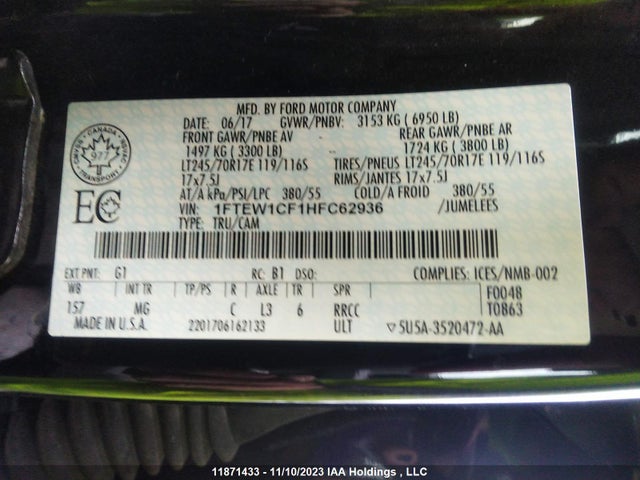 MFD. BY FORD MOTOR COMPANY
DATE: 06/17 GVWR/PNBV: 3153 KG ( 6950 LB)
FRONT GAWR/PNBE AV REAR GAWR/PNBE AR
1497 KG ( 3300 LB) 1724 KG ( 3800 LB)
LT245/70R17E 119/116S TIRES/PNEUS LT245/70R17E 119/116S
17x7.5J RIMS/JANTES 17x7.5J
AT/A kPa/PSI/LPC 380/55 COLD/A FROID 380/55
VIN: 1FTEW1CF1HFC62936 /JUMELEES
TYPE: TRU/CAM
CANADA
977
TRANSPORT
EC
EXT PNT: G1 RC: B1 DSO: COMPLIES: ICES/NMB-002
WB INT TR TP/PS R AXLE TR SPR F0048
157 MG C L3 6 RRCC T0863
MADE IN U.S.A. 2201706162133 ULT ▽5U5A-3520472-AA
11871433 - 11/10/2023 IAA Holdings , LLC